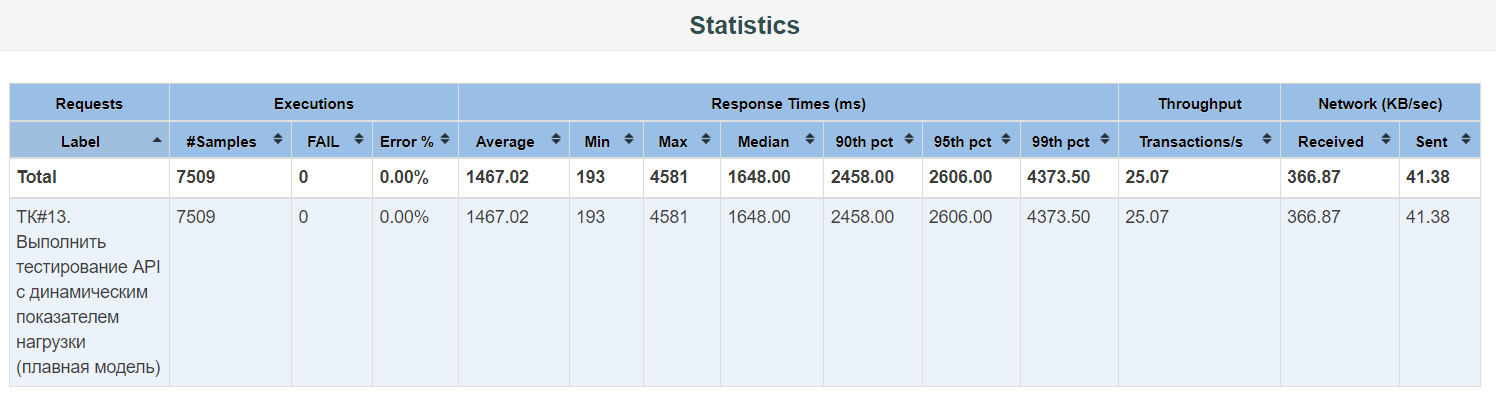 Statistics
Requests Executions Response Times (ms) Throughput Network (KB/sec)
Label #Samples FAIL Error % Average Min Max Median 90th pct 95th pct 99th pct Transactions/s Received Sent
Total 7509 0 0.00% 1467.02 193 4581 1648.00 2458.00 2606.00 4373.50 25.07 366.87 41.38
ТК#13. 7509 0 0.00% 1467.02 193 4581 1648.00 2458.00 2606.00 4373.50 25.07 366.87 41.38
Выполнить
тестирование API
с динамическим
показателем
нагрузки
(плавная модель)